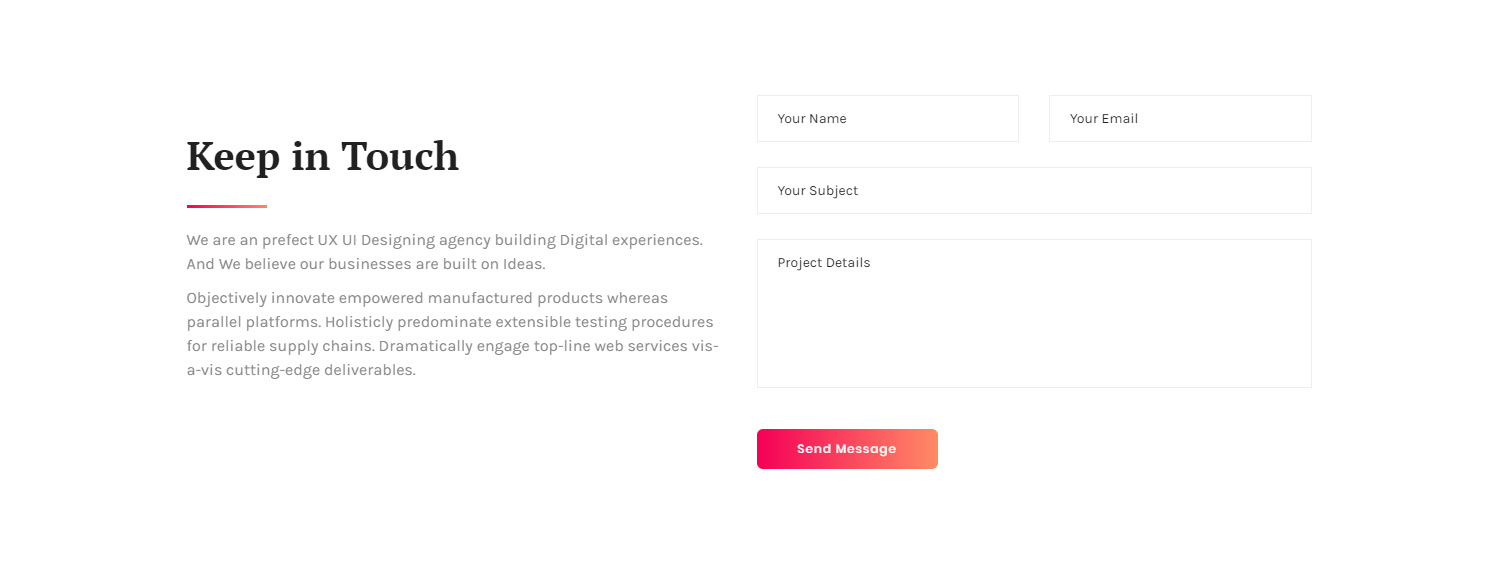 Keep in Touch
We are an prefect UX UI Designing agency building Digital experiences.
And We believe our businesses are built on Ideas.
Objectively innovate empowered manufactured products whereas
parallel platforms. Holisticly predominate extensible testing procedures
for reliable supply chains. Dramatically engage top-line web services vis-
a-vis cutting-edge deliverables.
Your Name
Your Email
Your Subject
Project Details
Send Message